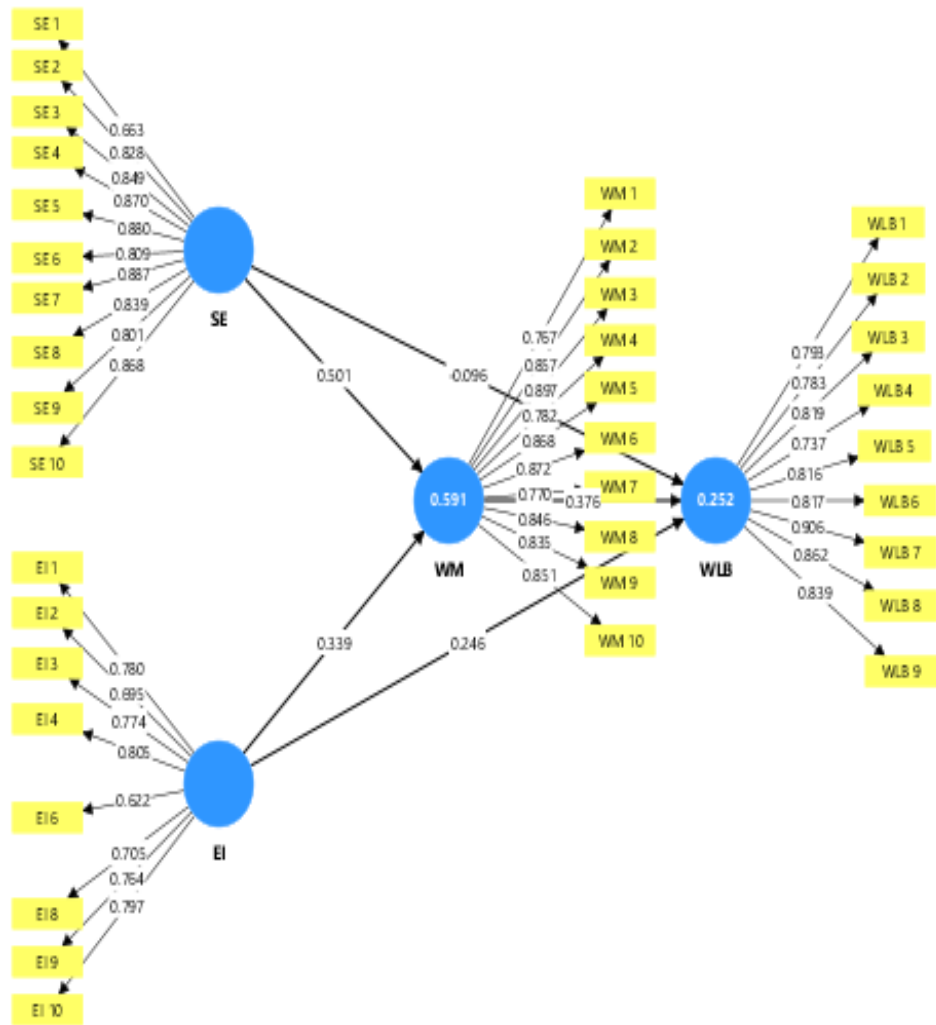 SE 1
SE 2
SE 3
SE 4
SE 5
SE 6
SE 7
SE 8
SE 9
SE 10
0.663
0.828
0.849
0.870
0.880
0.809
0.887
0.839
0.801
0.868
SE
EI 1
EI 2
EI 3
EI 4
EI 6
EI 8
EI 9
EI 10
0.780
0.695
0.774
0.805
0.622
0.705
0.764
0.797
EI
0.501
-0.096
0.339
0.246
0.376
0.591
WM
WM 1
WM 2
WM 3
WM 4
WM 5
WM 6
WM 7
WM 8
WM 9
WM 10
0.767
0.857
0.897
0.782
0.868
0.872
0.770
0.846
0.835
0.851
0.252
WLB
WLB 1
WLB 2
WLB 3
WLB 4
WLB 5
WLB 6
WLB 7
WLB 8
WLB 9
0.793
0.783
0.819
0.737
0.816
0.817
0.906
0.862
0.839